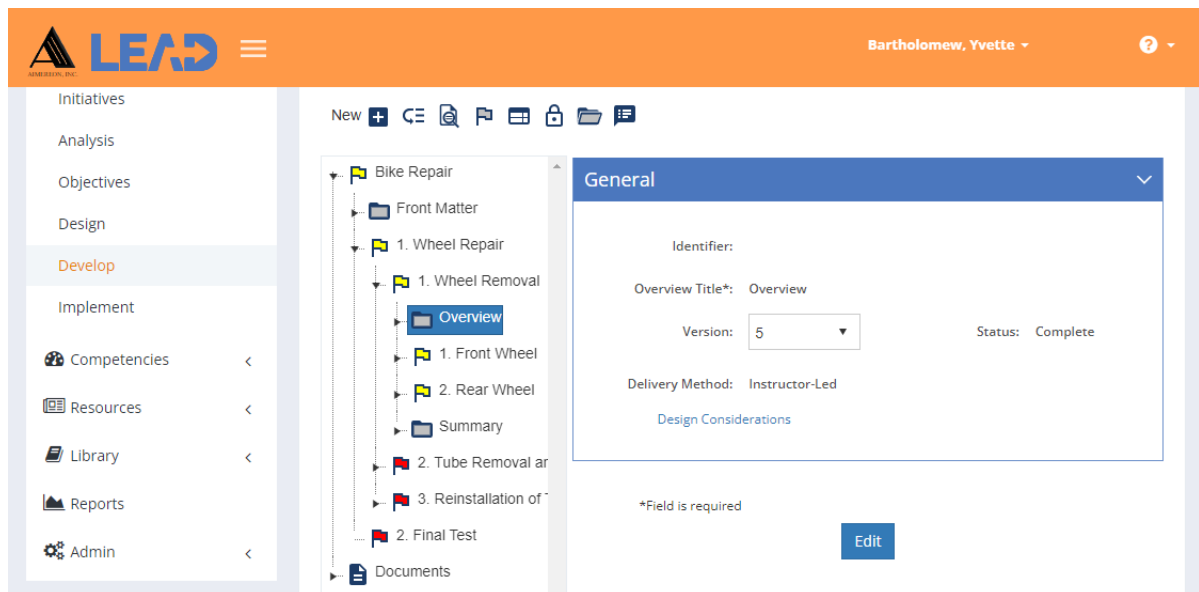 AIMEREON, INC
LEAD
Bartholomew, Yvette
?
Initiatives
Analysis
Objectives
Design
Develop
Implement
Competencies
Resources
Library
Reports
Admin
New
Bike Repair
Front Matter
1. Wheel Repair
1. Wheel Removal
Overview
1. Front Wheel
2. Rear Wheel
Summary
2. Tube Removal an
3. Reinstallation of T
2. Final Test
Documents
General
Identifier:
Overview Title*: Overview
Version: 5 Status: Complete
Delivery Method: Instructor-Led
Design Considerations
*Field is required
Edit